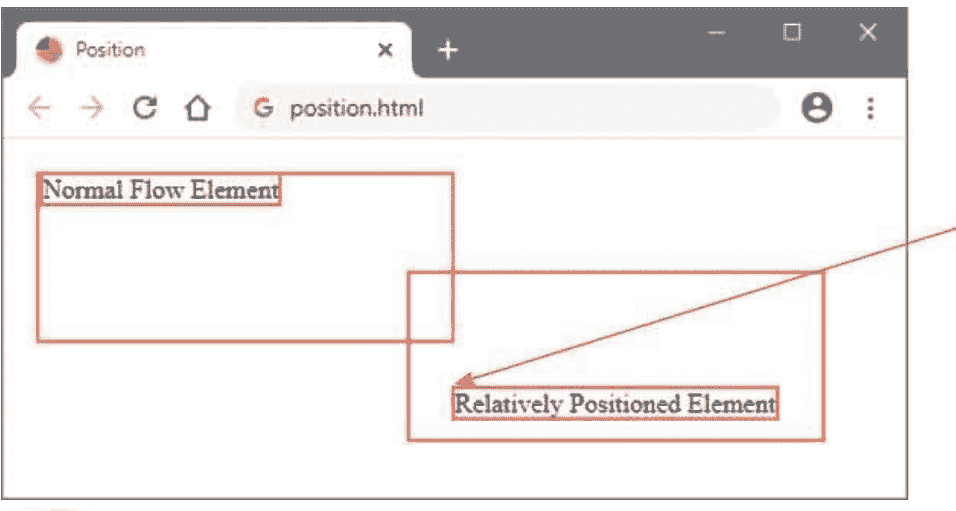 Position
position.html
Normal Flow Element
Relatively Positioned Element